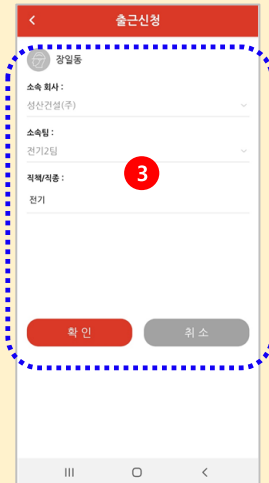 출근신청
장일동
소속 회사 :
성산건설(주)
소속팀 :
전기2팀
직책/직종 :
전기
3
확 인
취 소